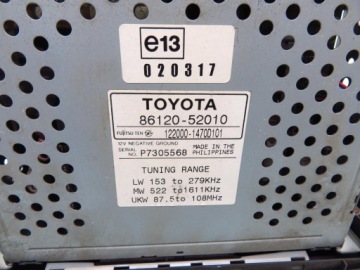 e13
020317
TOYOTA
86120-52010
FUJITSU TEN 122000-1470D101
12V NEGATIVE GROUND
SERIAL NO. P7305568 MADE IN THE PHILIPPINES
TUNING RANGE
LW 153 to 279KHz
MW 522 to1611KHz
UKW 87.5to 108MHz